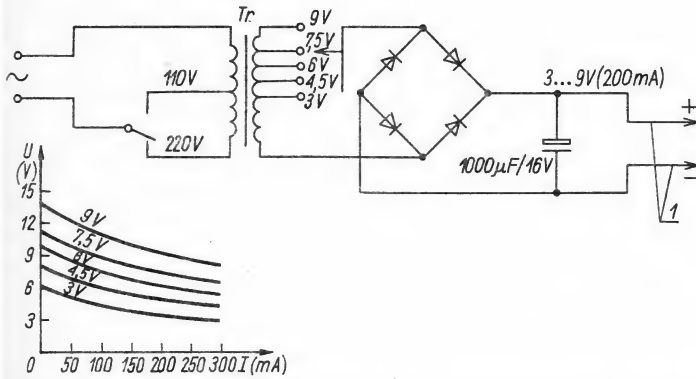 Tr.
9V
7,5V
6V
4,5V
3V
~
110V
220V
3...9V(200mA)
+
1000µF/16V
−
1
U
(V)
15
12
9
6
3
9V
7,5V
6V
4,5V
3V
0 50 100 150 200 250 300 I(mA)